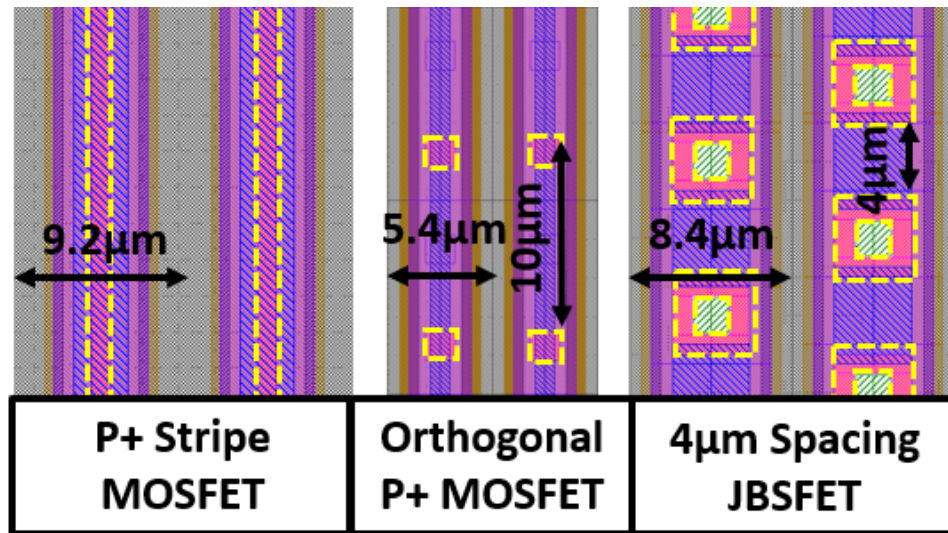 9.2μm
5.4μm
10μm
8.4μm
4μm
P+ Stripe
MOSFET
Orthogonal
P+ MOSFET
4μm Spacing
JBSFET